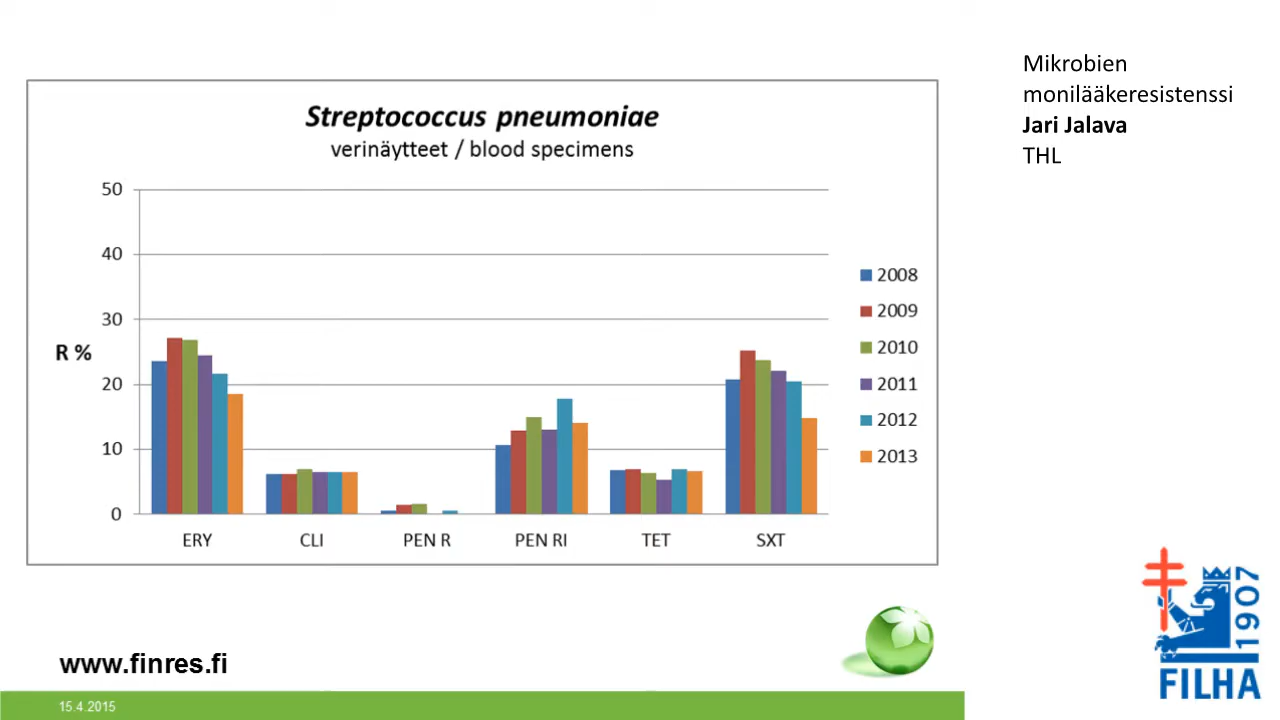 Mikrobien
monilääkeresistenssi
Jari Jalava
THL
Streptococcus pneumoniae
verinäytteet / blood specimens
50
40
30
20
10
0
R %
ERY CLI PEN R PEN RI TET SXT
2008
2009
2010
2011
2012
2013
www.finres.fi
15.4.2015
1907
FILHA